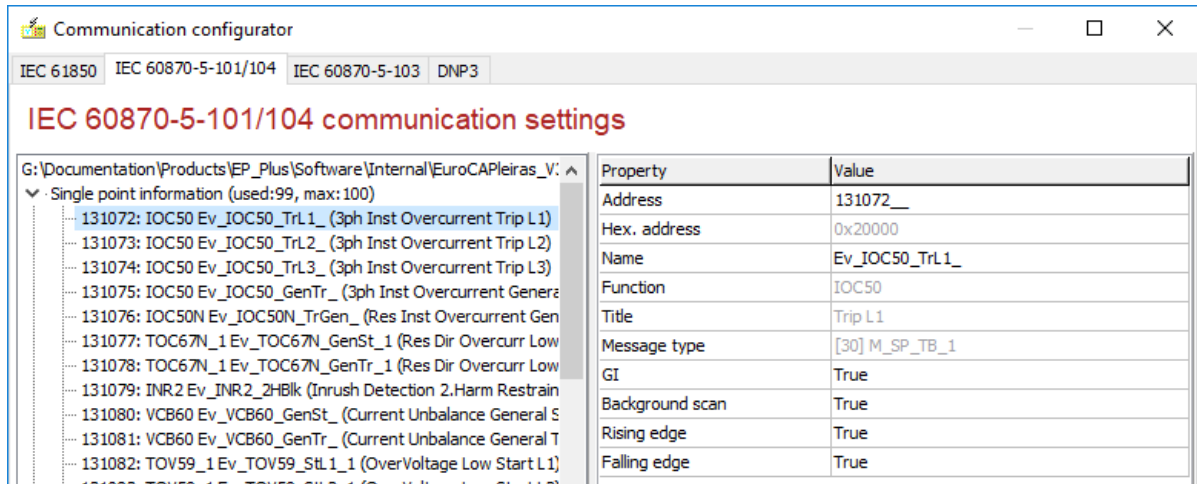 Communication configurator
IEC 61850 IEC 60870-5-101/104 IEC 60870-5-103 DNP3
IEC 60870-5-101/104 communication settings
G:\Documentation\Products\EP_Plus\Software\Internal\EuroCAPleiras_V:
Single point information (used:99, max:100)
131072: IOC50 Ev_IOC50_TrL1_ (3ph Inst Overcurrent Trip L1)
131073: IOC50 Ev_IOC50_TrL2_ (3ph Inst Overcurrent Trip L2)
131074: IOC50 Ev_IOC50_TrL3_ (3ph Inst Overcurrent Trip L3)
131075: IOC50 Ev_IOC50_GenTr_ (3ph Inst Overcurrent Genera
131076: IOC50N Ev_IOC50N_TrGen_ (Res Inst Overcurrent Gen
131077: TOC67N_1 Ev_TOC67N_GenSt_1 (Res Dir Overcurr Low
131078: TOC67N_1 Ev_TOC67N_GenTr_1 (Res Dir Overcurr Low
131079: INR2 Ev_INR2_2HBlk (Inrush Detection 2.Harm Restrain
131080: VCB60 Ev_VCB60_GenSt_ (Current Unbalance General S
131081: VCB60 Ev_VCB60_GenTr_ (Current Unbalance General T
131082: TOV59_1 Ev_TOV59_StL1_1 (OverVoltage Low Start L1)
Property Value
Address 131072__
Hex. address 0x20000
Name Ev_IOC50_TrL1_
Function IOC50
Title Trip L1
Message type [30] M_SP_TB_1
GI True
Background scan True
Rising edge True
Falling edge True